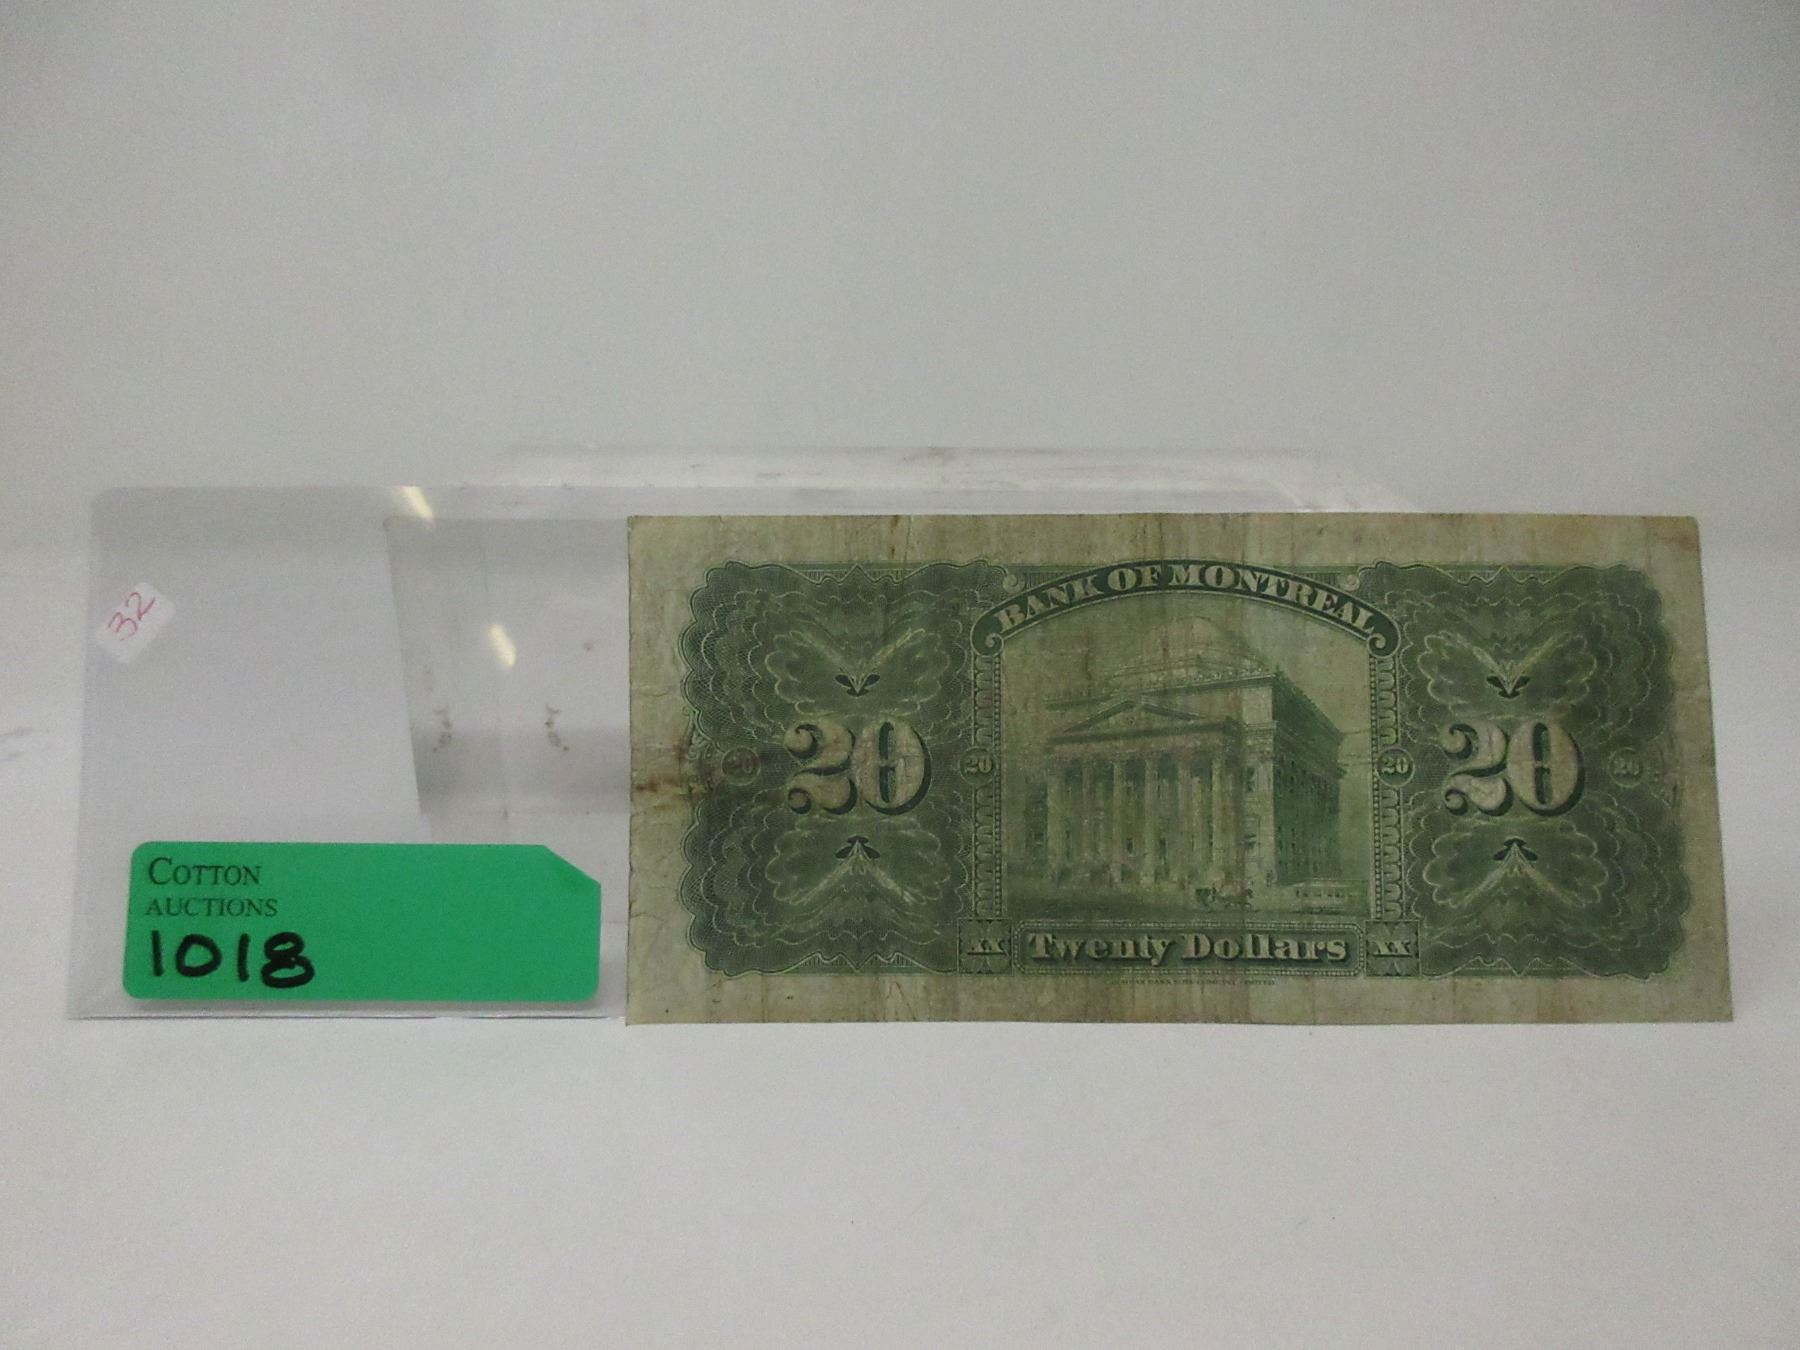 32
COTTON
AUCTIONS
1018
BANK OF MONTREAL
20 20 20 20 20 20
XX Twenty Dollars XX